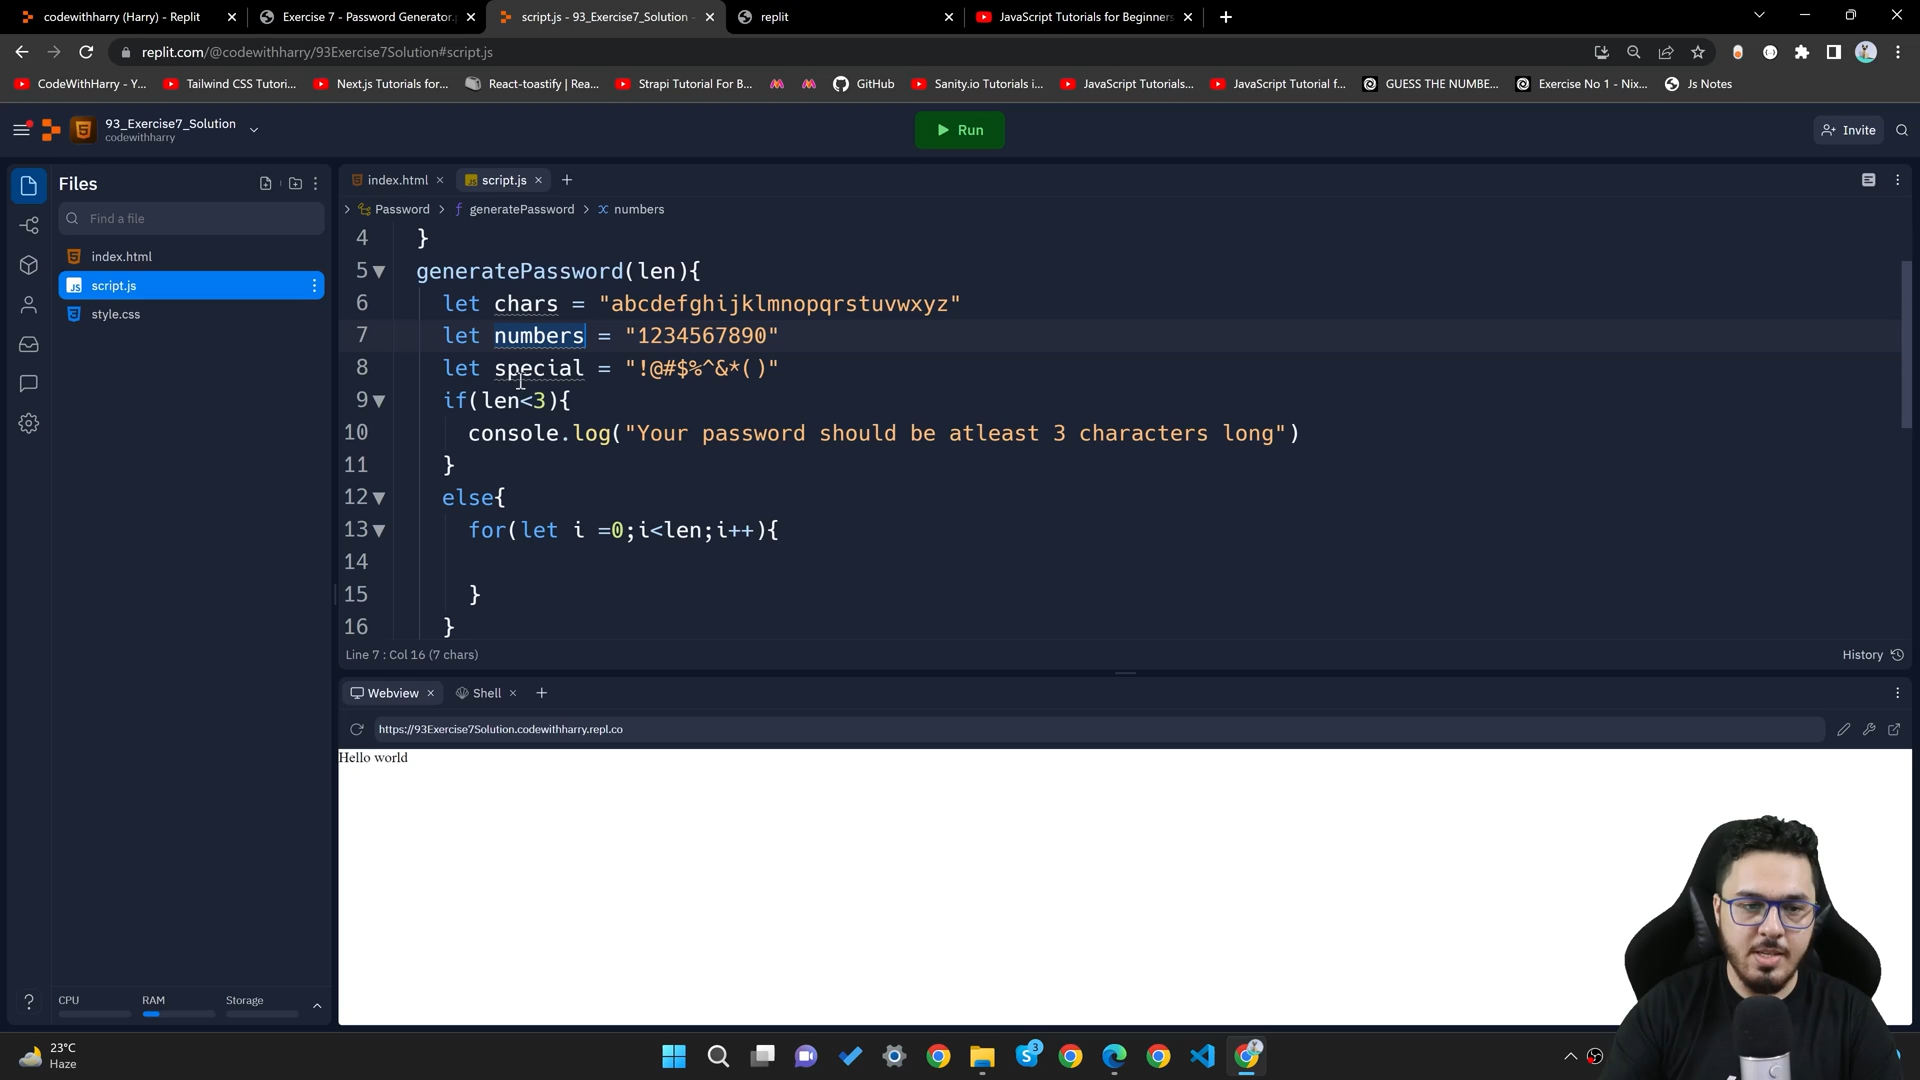 codewithharry (Harry) - Replit
Exercise 7 - Password Generator.p
script.js - 93_Exercise7_Solution -
replit
JavaScript Tutorials for Beginners
replit.com/@codewithharry/93Exercise7Solution#script.js
CodeWithHarry - Y...
Tailwind CSS Tutori...
Next.js Tutorials for...
React-toastify | Rea...
Strapi Tutorial For B...
GitHub
Sanity.io Tutorials i...
JavaScript Tutorials...
JavaScript Tutorial f...
GUESS THE NUMBE...
Exercise No 1 - Nix...
Js Notes
93_Exercise7_Solution
codewithharry
Run
Invite
Files
Find a file
index.html
script.js
style.css
index.html
script.js
Password
generatePassword
numbers
4 }
5 generatePassword(len){
6 let chars = "abcdefghijklmnopqrstuvwxyz"
7 let numbers = "1234567890"
8 let special = "!@#$%^&*()"
9 if(len<3){
10 console.log("Your password should be atleast 3 characters long")
11 }
12 else{
13 for(let i =0;i<len;i++){
14
15 }
16 }
Line 7 : Col 16 (7 chars)
History
Webview
Shell
https://93Exercise7Solution.codewithharry.repl.co
Hello world
CPU
RAM
Storage
23°C
Haze
3